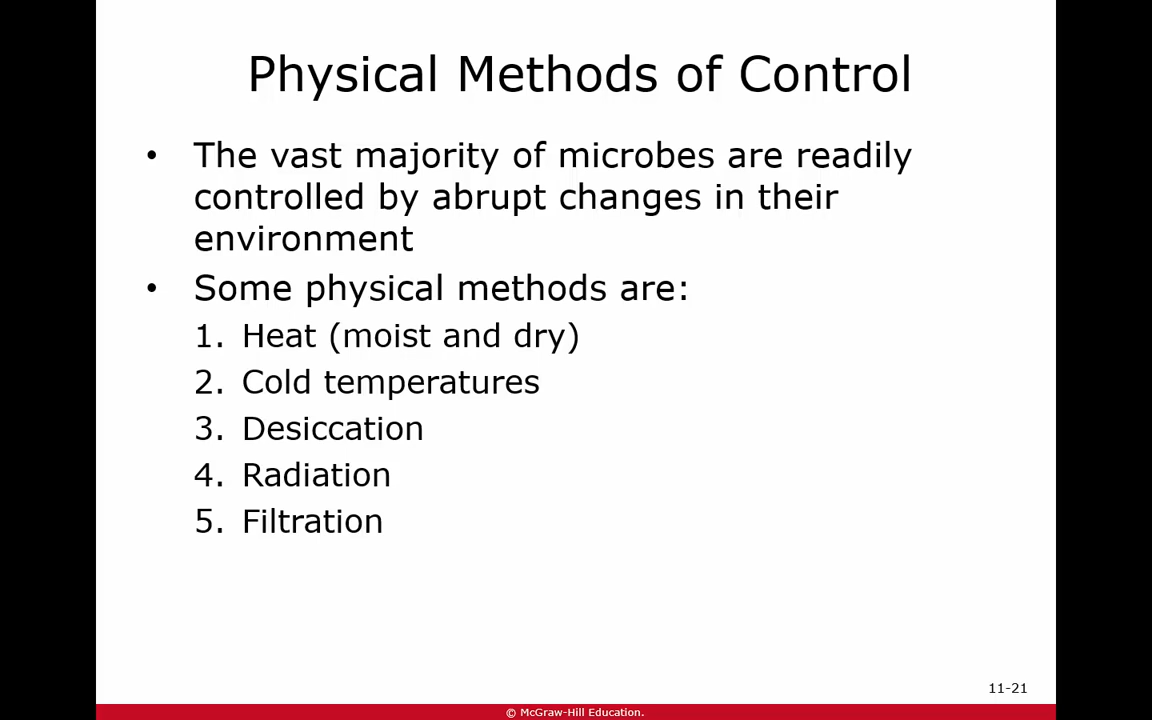 Physical Methods of Control
• The vast majority of microbes are readily
controlled by abrupt changes in their
environment
• Some physical methods are:
1. Heat (moist and dry)
2. Cold temperatures
3. Desiccation
4. Radiation
5. Filtration
11-21
© McGraw-Hill Education.